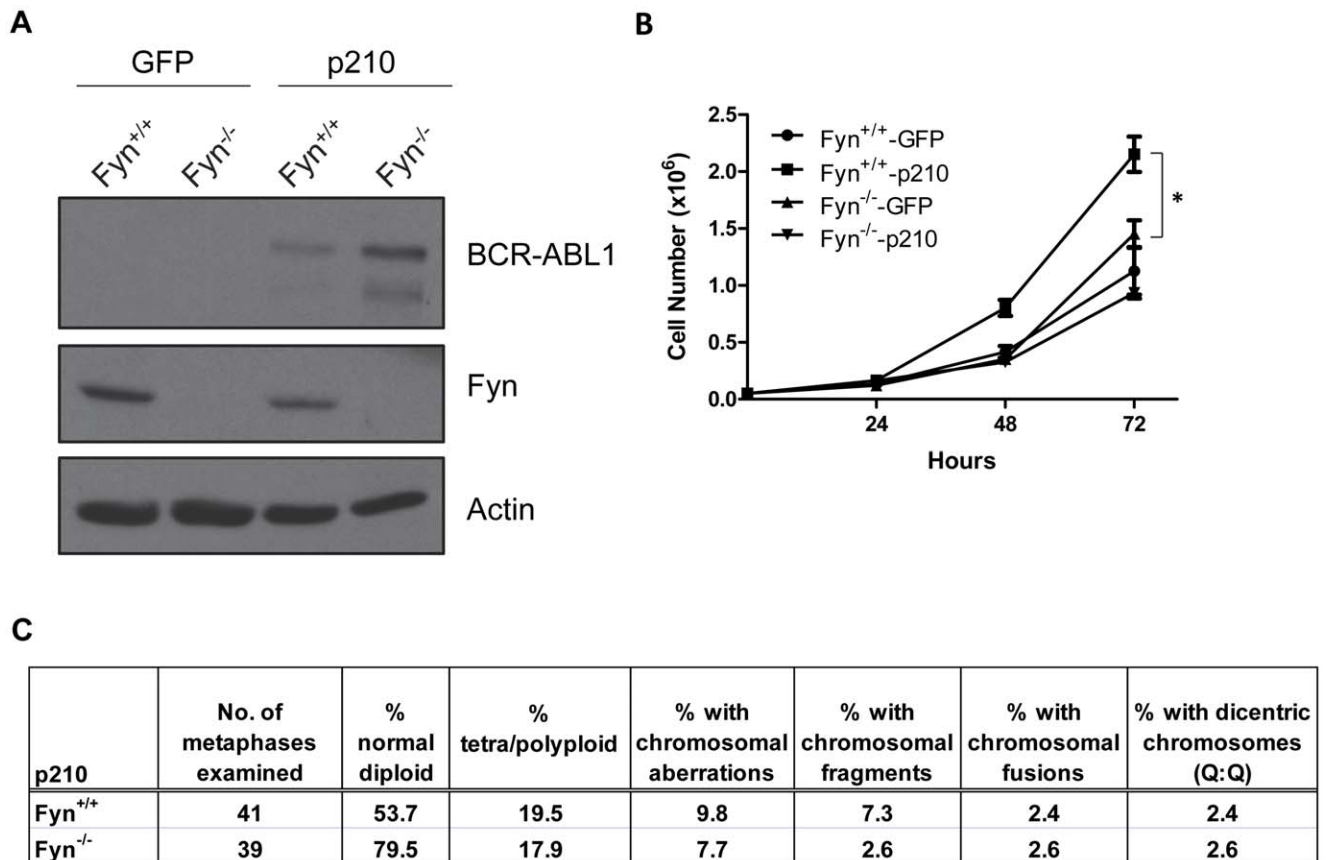 A
GFP p210
Fyn+/+ Fyn-/- Fyn+/+ Fyn-/-
BCR-ABL1
Fyn
Actin
B
Cell Number (x10⁶)
2.5
2.0
1.5
1.0
0.5
0.0
Fyn+/+-GFP
Fyn+/+-p210
Fyn-/--GFP
Fyn-/--p210
*
24 48 72
Hours
C
p210 No. of metaphases examined % normal diploid % tetra/polyploid % with chromosomal aberrations % with chromosomal fragments % with chromosomal fusions % with dicentric chromosomes (Q:Q)
Fyn+/+ 41 53.7 19.5 9.8 7.3 2.4 2.4
Fyn-/- 39 79.5 17.9 7.7 2.6 2.6 2.6